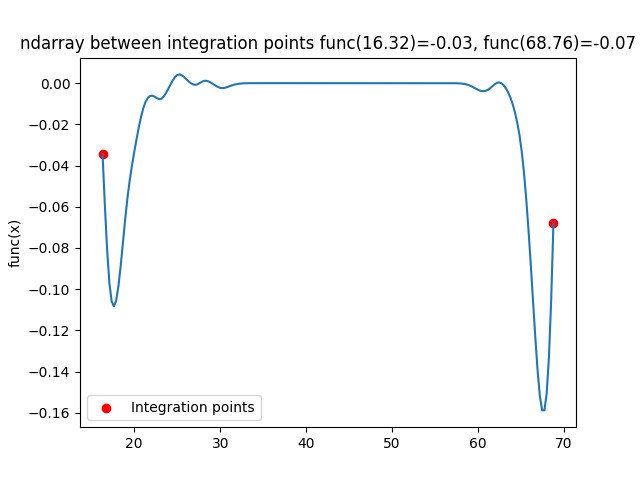 ndarray between integration points func(16.32)=-0.03, func(68.76)=-0.07
0.00
−0.02
−0.04
−0.06
−0.08
−0.10
−0.12
−0.14
−0.16
func(x)
Integration points
20 30 40 50 60 70